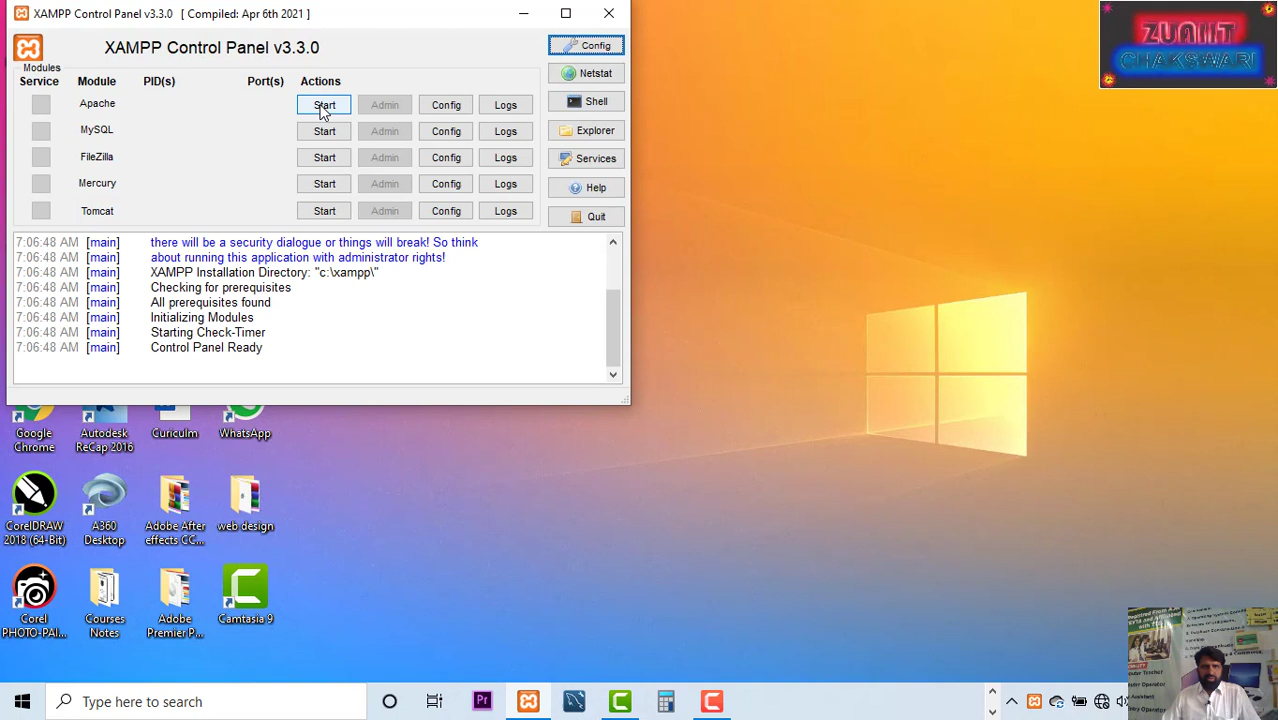 XAMPP Control Panel v3.3.0 [ Compiled: Apr 6th 2021 ]
XAMPP Control Panel v3.3.0
Config
Modules
Service Module PID(s) Port(s) Actions
Netstat
Apache Start Admin Config Logs
Shell
MySQL Start Admin Config Logs
Explorer
FileZilla Start Admin Config Logs
Services
Mercury Start Admin Config Logs
Help
Tomcat Start Admin Config Logs
Quit
7:06:48 AM [main] there will be a security dialogue or things will break! So think
7:06:48 AM [main] about running this application with administrator rights!
7:06:48 AM [main] XAMPP Installation Directory: "c:\xampp\"
7:06:48 AM [main] Checking for prerequisites
7:06:48 AM [main] All prerequisites found
7:06:48 AM [main] Initializing Modules
7:06:48 AM [main] Starting Check-Timer
7:06:48 AM [main] Control Panel Ready
ZUAIIT
CHAKSWARI
Google
Chrome
Autodesk
ReCap 2016
Curiculm
WhatsApp
CorelDRAW
2018 (64-Bit)
A360
Desktop
Adobe After
effects CC...
web design
Corel
PHOTO-PAI...
Courses
Notes
Adobe
Premier P...
Camtasia 9
Type here to search
Pr